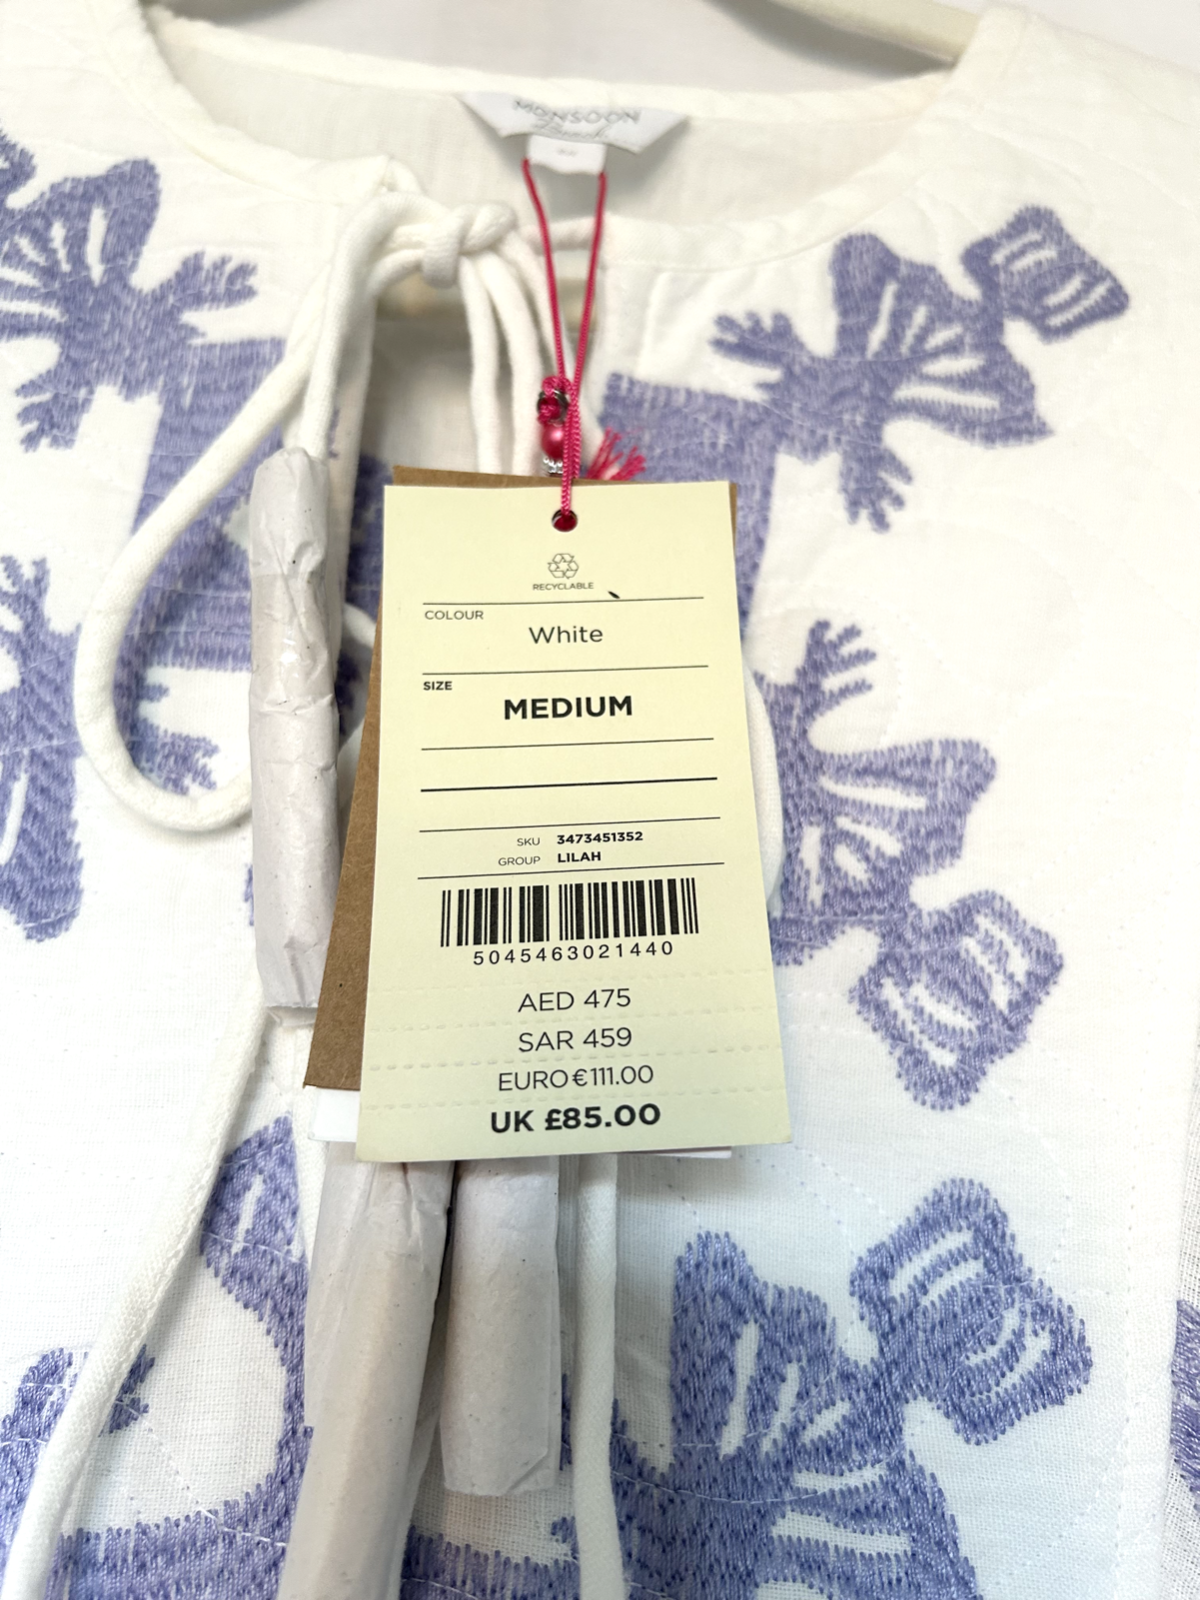 MONSOON
Beach
RECYCLABLE
COLOUR
White
SIZE
MEDIUM
SKU 3473451352
GROUP LILAH
5045463021440
AED 475
SAR 459
EURO€111.00
UK £85.00